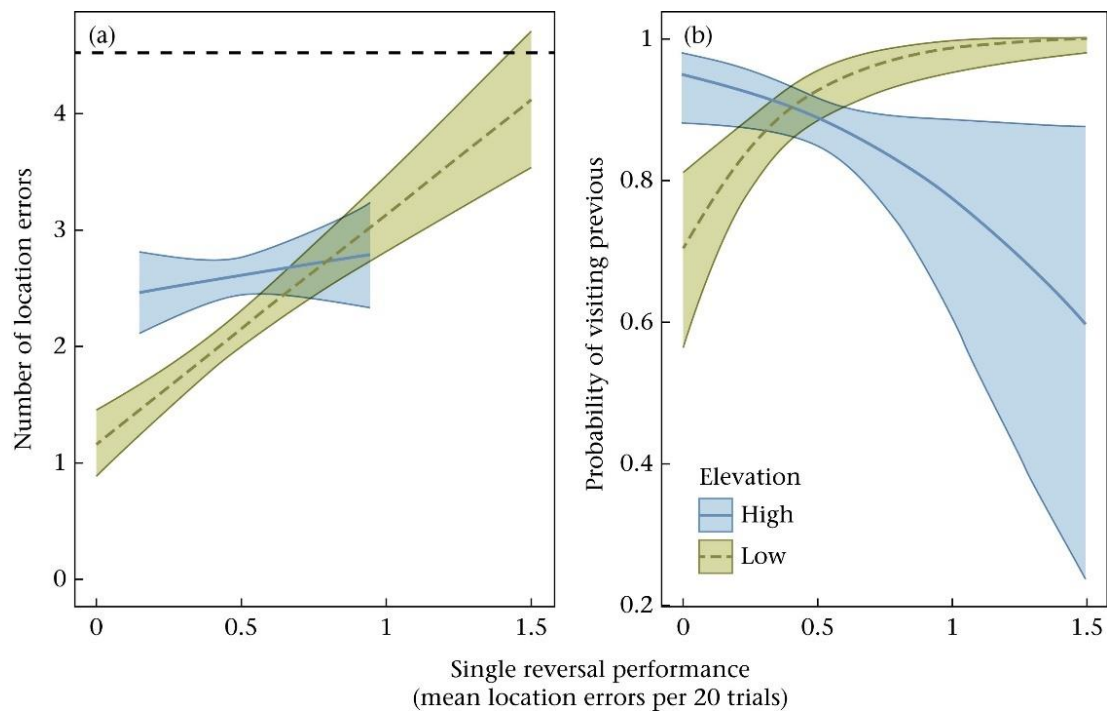 (a)
Number of location errors
4
3
2
1
0
0 0.5 1 1.5
(b)
Probability of visiting previous
1
0.8
0.6
0.4
0.2
Elevation
High
Low
0 0.5 1 1.5
Single reversal performance
(mean location errors per 20 trials)